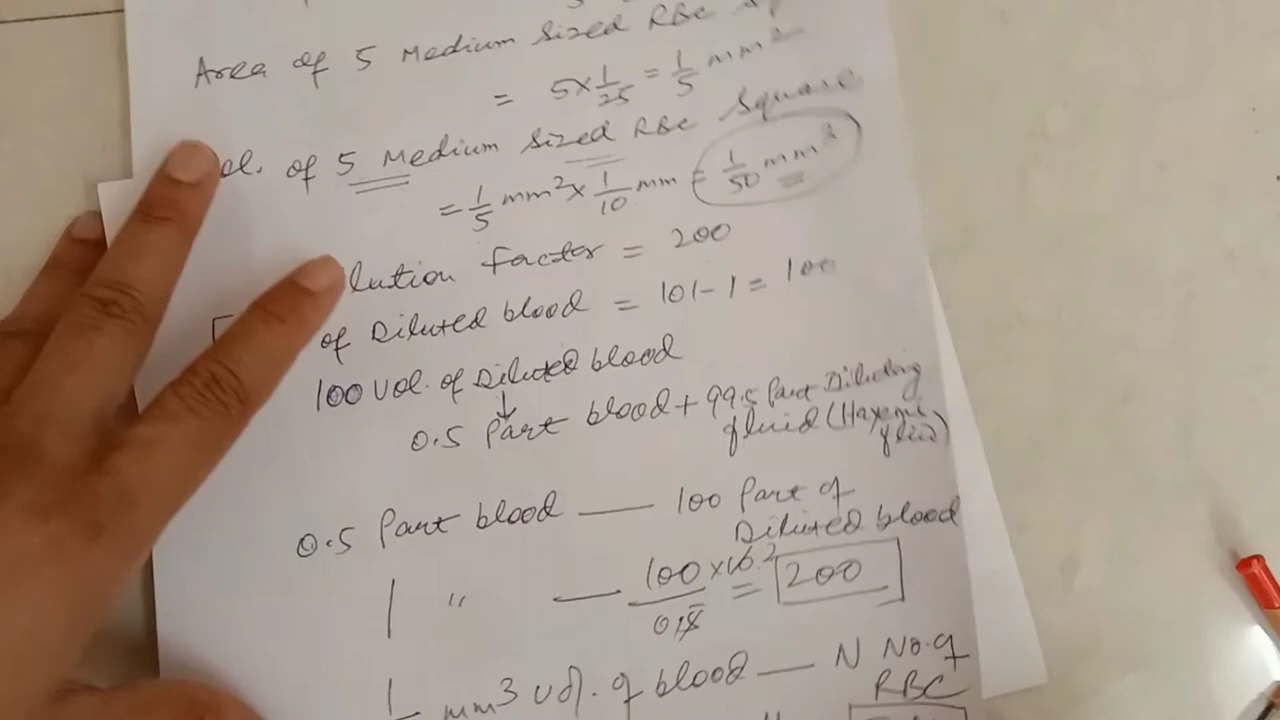 Area of 5 Medium Sized RBC
= 5×1/25 = 1/5 mm²
of 5 Medium Sized RBC Square
= 1/5 mm² × 1/10 mm = 1/50 mm³
lution factor = 200
of Diluted blood = 101-1 = 100
100 Vol. of Diluted blood
↓
0.5 Part blood + 99.5 Part Diluting
fluid (Hayem's
fluid)
0.5 Part blood — 100 Part of
Diluted blood
1 " — 100×10/0.5 = 200
mm³ vol. of blood — N No. of
RBC